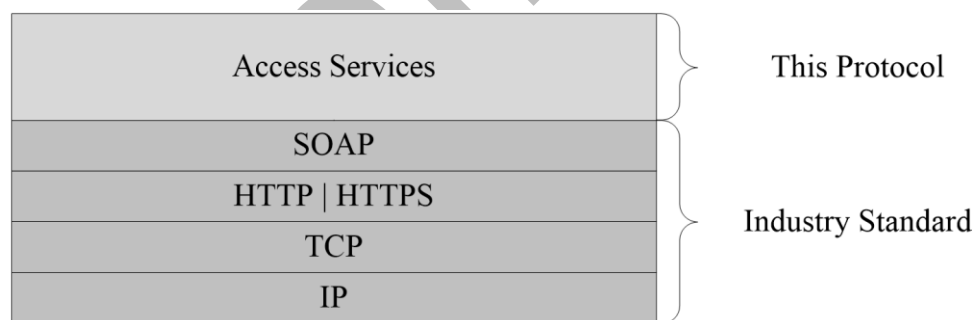 Access Services
This Protocol
SOAP
HTTP | HTTPS
TCP
Industry Standard
IP